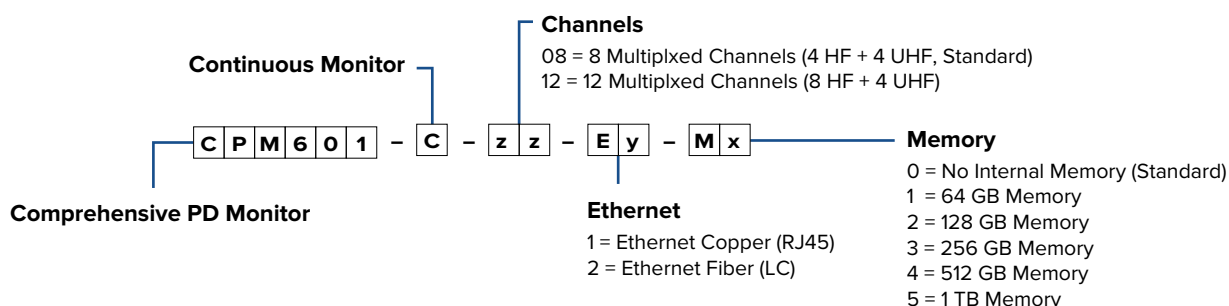 Channels
08 = 8 Multiplxed Channels (4 HF + 4 UHF, Standard)
12 = 12 Multiplxed Channels (8 HF + 4 UHF)
Continuous Monitor
C P M 6 0 1 – C – z z – E y – M x
Comprehensive PD Monitor
Ethernet
1 = Ethernet Copper (RJ45)
2 = Ethernet Fiber (LC)
Memory
0 = No Internal Memory (Standard)
1 = 64 GB Memory
2 = 128 GB Memory
3 = 256 GB Memory
4 = 512 GB Memory
5 = 1 TB Memory